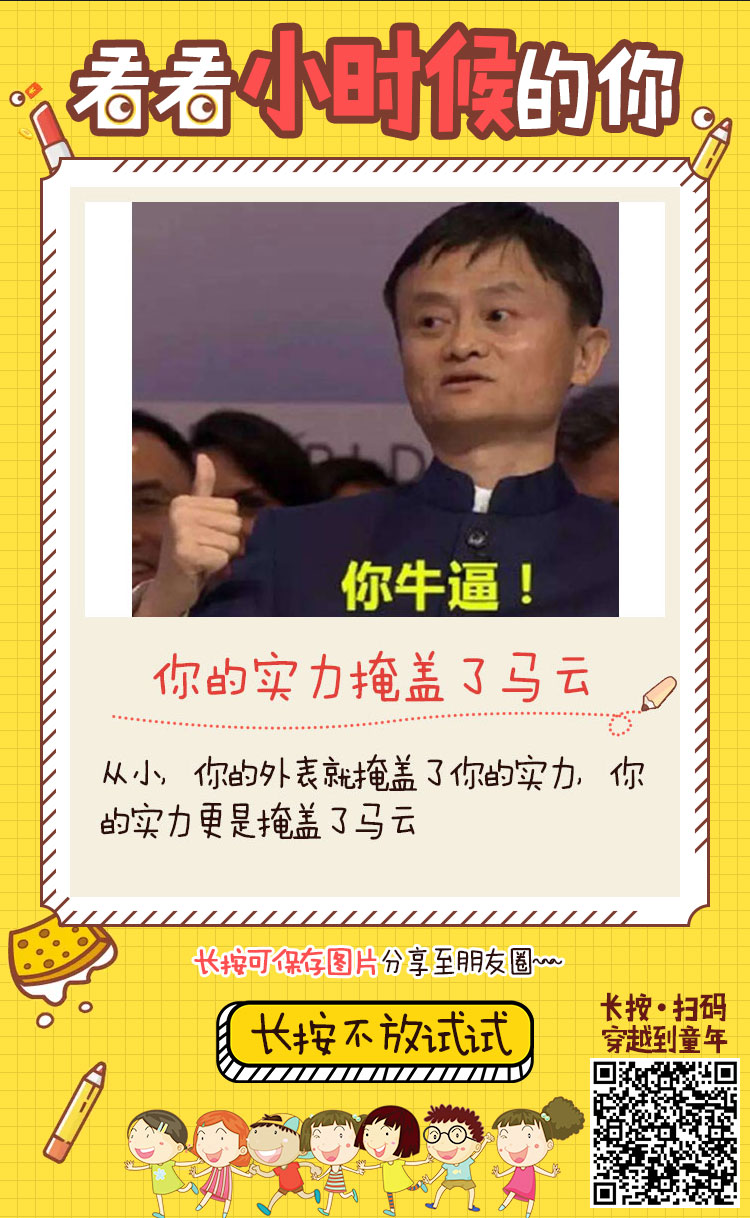 看看小时候的你
你牛逼！
你的实力掩盖了马云
从小，你的外表就掩盖了你的实力，你
的实力更是掩盖了马云
长按可保存图片分享至朋友圈~~
长按不放试试
长按·扫码
穿越到童年